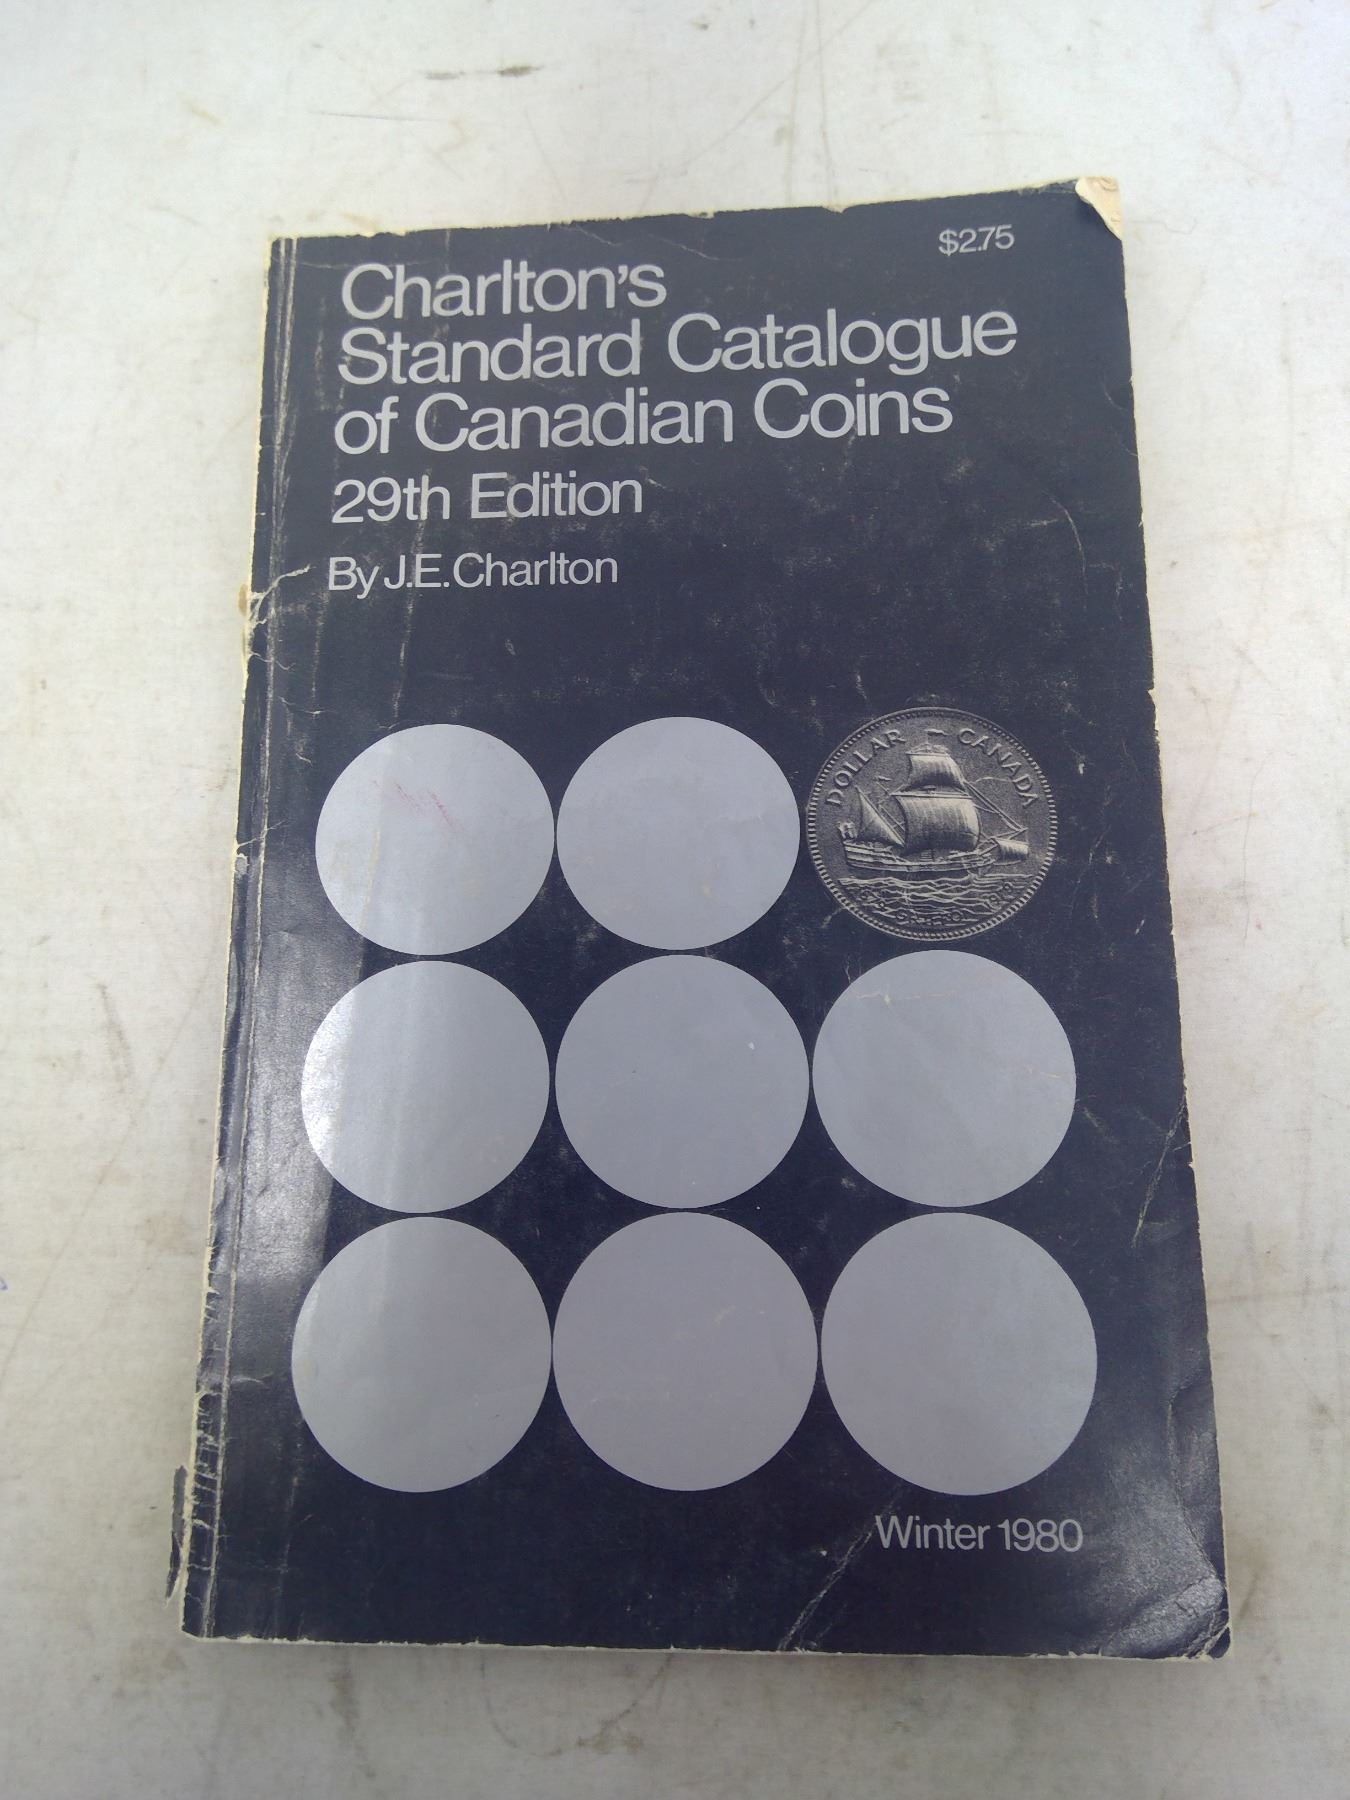 $2.75
Charlton's
Standard Catalogue
of Canadian Coins
29th Edition
By J.E. Charlton
DOLLAR CANADA
Winter 1980